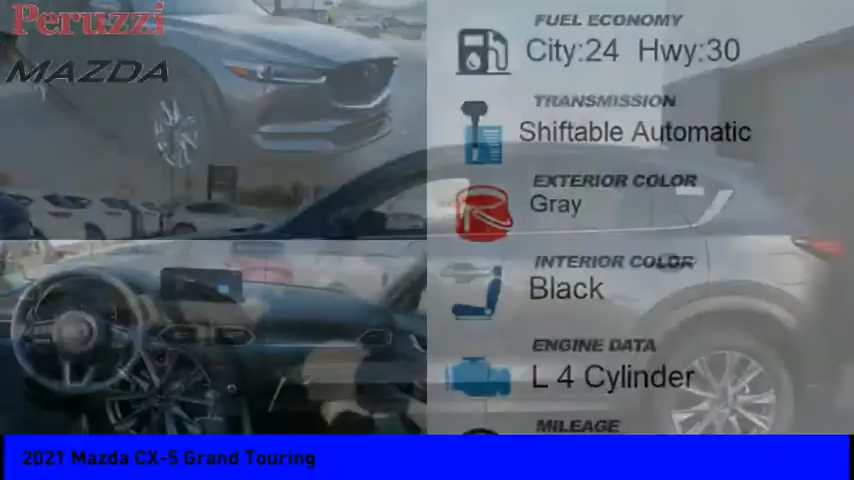 Peruzzi
MAZDA
FUEL ECONOMY
City:24 Hwy:30
TRANSMISSION
Shiftable Automatic
EXTERIOR COLOR
Gray
INTERIOR COLOR
Black
ENGINE DATA
L 4 Cylinder
MILEAGE
2021 Mazda CX-5 Grand Touring